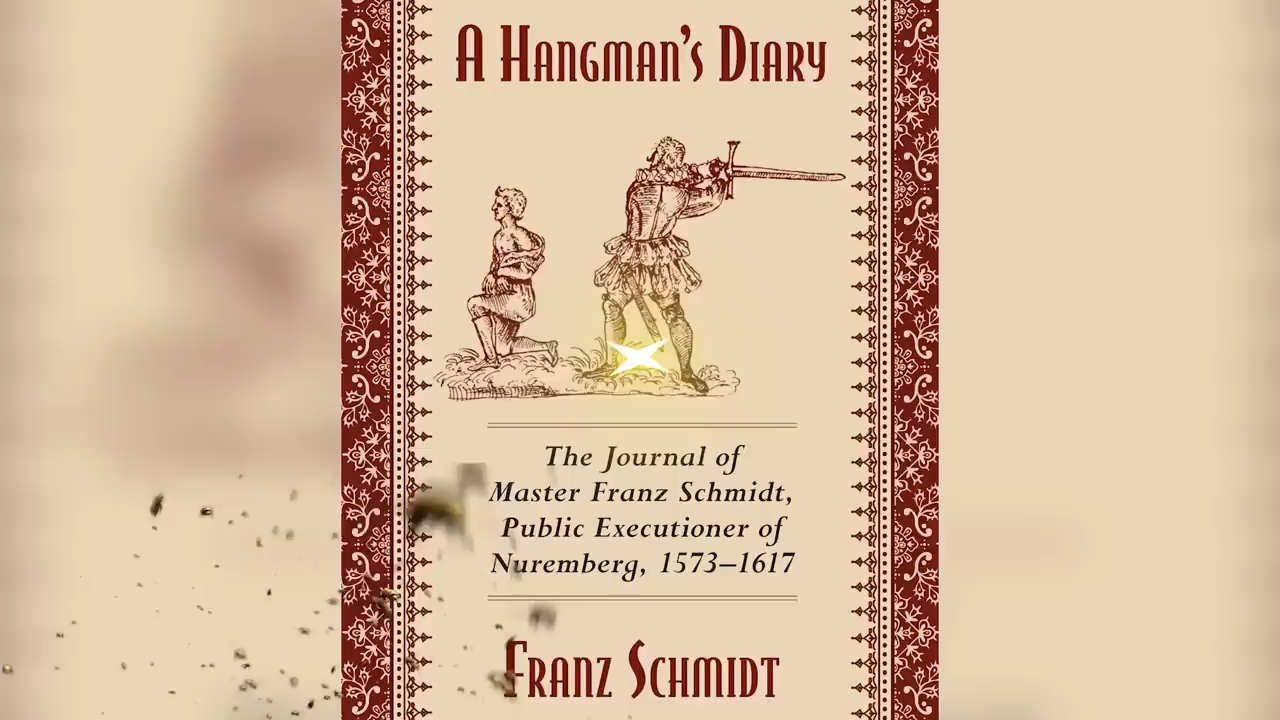 A Hangman's Diary
The Journal of
Master Franz Schmidt,
Public Executioner of
Nuremberg, 1573–1617
Franz Schmidt